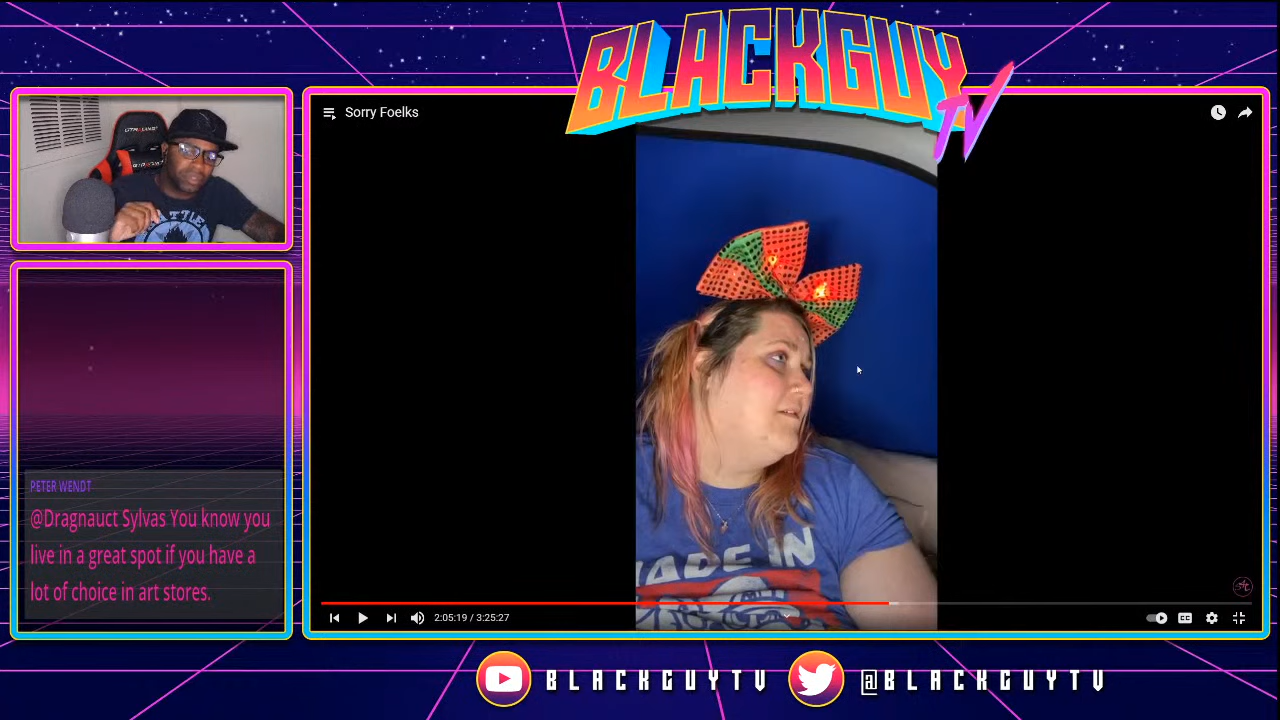 BLACKGUY
TV
Sorry Foelks
MADE IN
PETER WENDT
@Dragnauct Sylvas You know you
live in a great spot if you have a
lot of choice in art stores.
2:05:19 / 3:25:27
CC
BLACKGUYTV
@BLACKGUYTV